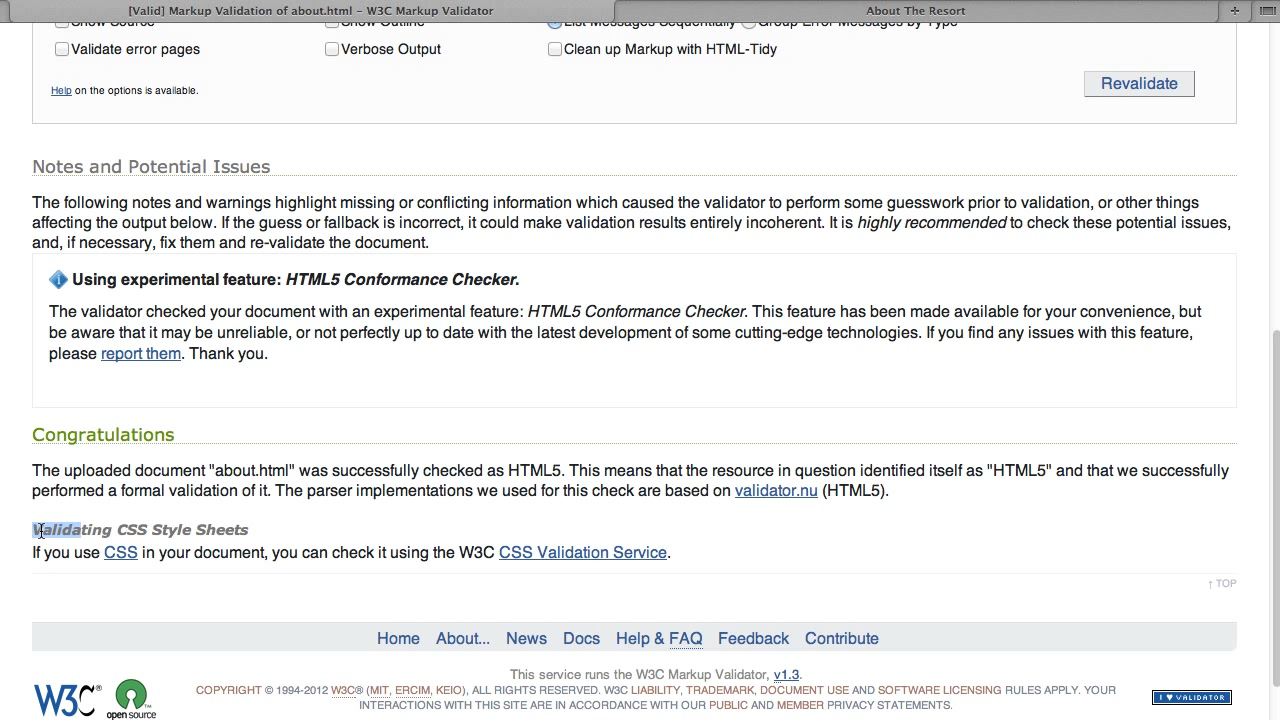 [Valid] Markup Validation of about.html – W3C Markup Validator
About The Resort
+
Show Source Show Outline List Messages Sequentially Group Error Messages by Type
Validate error pages Verbose Output Clean up Markup with HTML-Tidy
Help on the options is available.
Revalidate
Notes and Potential Issues
The following notes and warnings highlight missing or conflicting information which caused the validator to perform some guesswork prior to validation, or other things
affecting the output below. If the guess or fallback is incorrect, it could make validation results entirely incoherent. It is highly recommended to check these potential issues,
and, if necessary, fix them and re-validate the document.
Using experimental feature: HTML5 Conformance Checker.
The validator checked your document with an experimental feature: HTML5 Conformance Checker. This feature has been made available for your convenience, but
be aware that it may be unreliable, or not perfectly up to date with the latest development of some cutting-edge technologies. If you find any issues with this feature,
please report them. Thank you.
Congratulations
The uploaded document "about.html" was successfully checked as HTML5. This means that the resource in question identified itself as "HTML5" and that we successfully
performed a formal validation of it. The parser implementations we used for this check are based on validator.nu (HTML5).
Validating CSS Style Sheets
If you use CSS in your document, you can check it using the W3C CSS Validation Service.
↑ TOP
Home About... News Docs Help & FAQ Feedback Contribute
This service runs the W3C Markup Validator, v1.3.
COPYRIGHT © 1994-2012 W3C® (MIT, ERCIM, KEIO), ALL RIGHTS RESERVED. W3C LIABILITY, TRADEMARK, DOCUMENT USE AND SOFTWARE LICENSING RULES APPLY. YOUR
INTERACTIONS WITH THIS SITE ARE IN ACCORDANCE WITH OUR PUBLIC AND MEMBER PRIVACY STATEMENTS.
W3C®
open source
I ♥ VALIDATOR